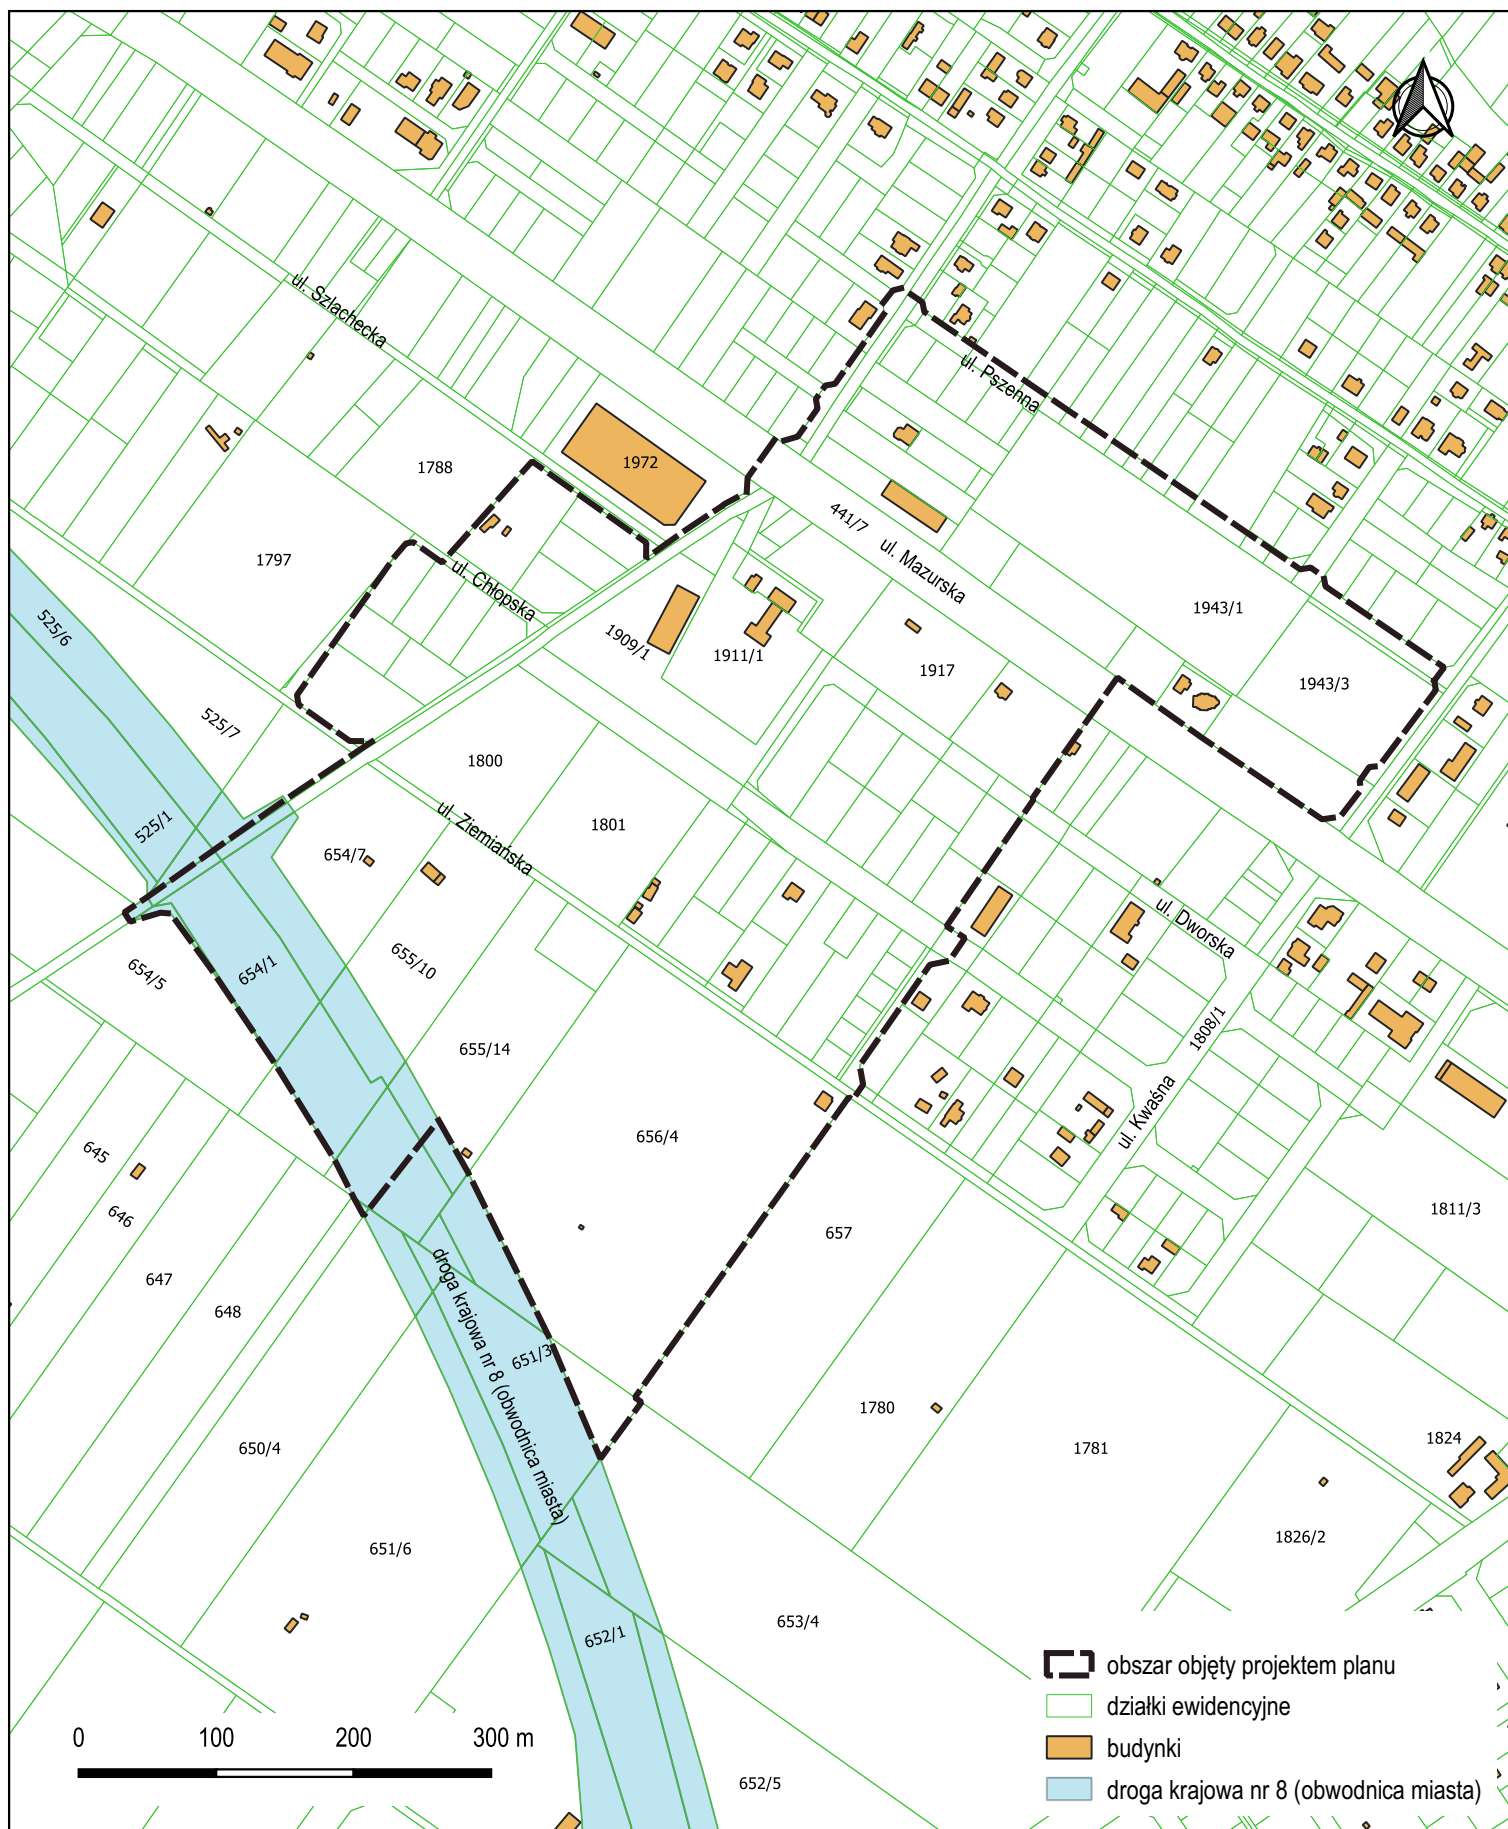 ul. Szlachecka
ul. Pszenna
1788
1972
441/7
ul. Mazurska
1797
ul. Chłopska
1943/1
525/6
1909/1
1911/1
1917
1943/3
525/7
1800
525/1
1801
ul. Ziemiańska
654/7
ul. Dworska
655/10
654/5
654/1
1808/1
655/14
ul. Kwaśna
656/4
645
646
657
1811/3
647
648
droga krajowa nr 8 (obwodnica miasta)
651/3
1780
650/4
1781
1824
651/6
1826/2
652/1
653/4
652/5
obszar objęty projektem planu
działki ewidencyjne
budynki
droga krajowa nr 8 (obwodnica miasta)
0 100 200 300 m